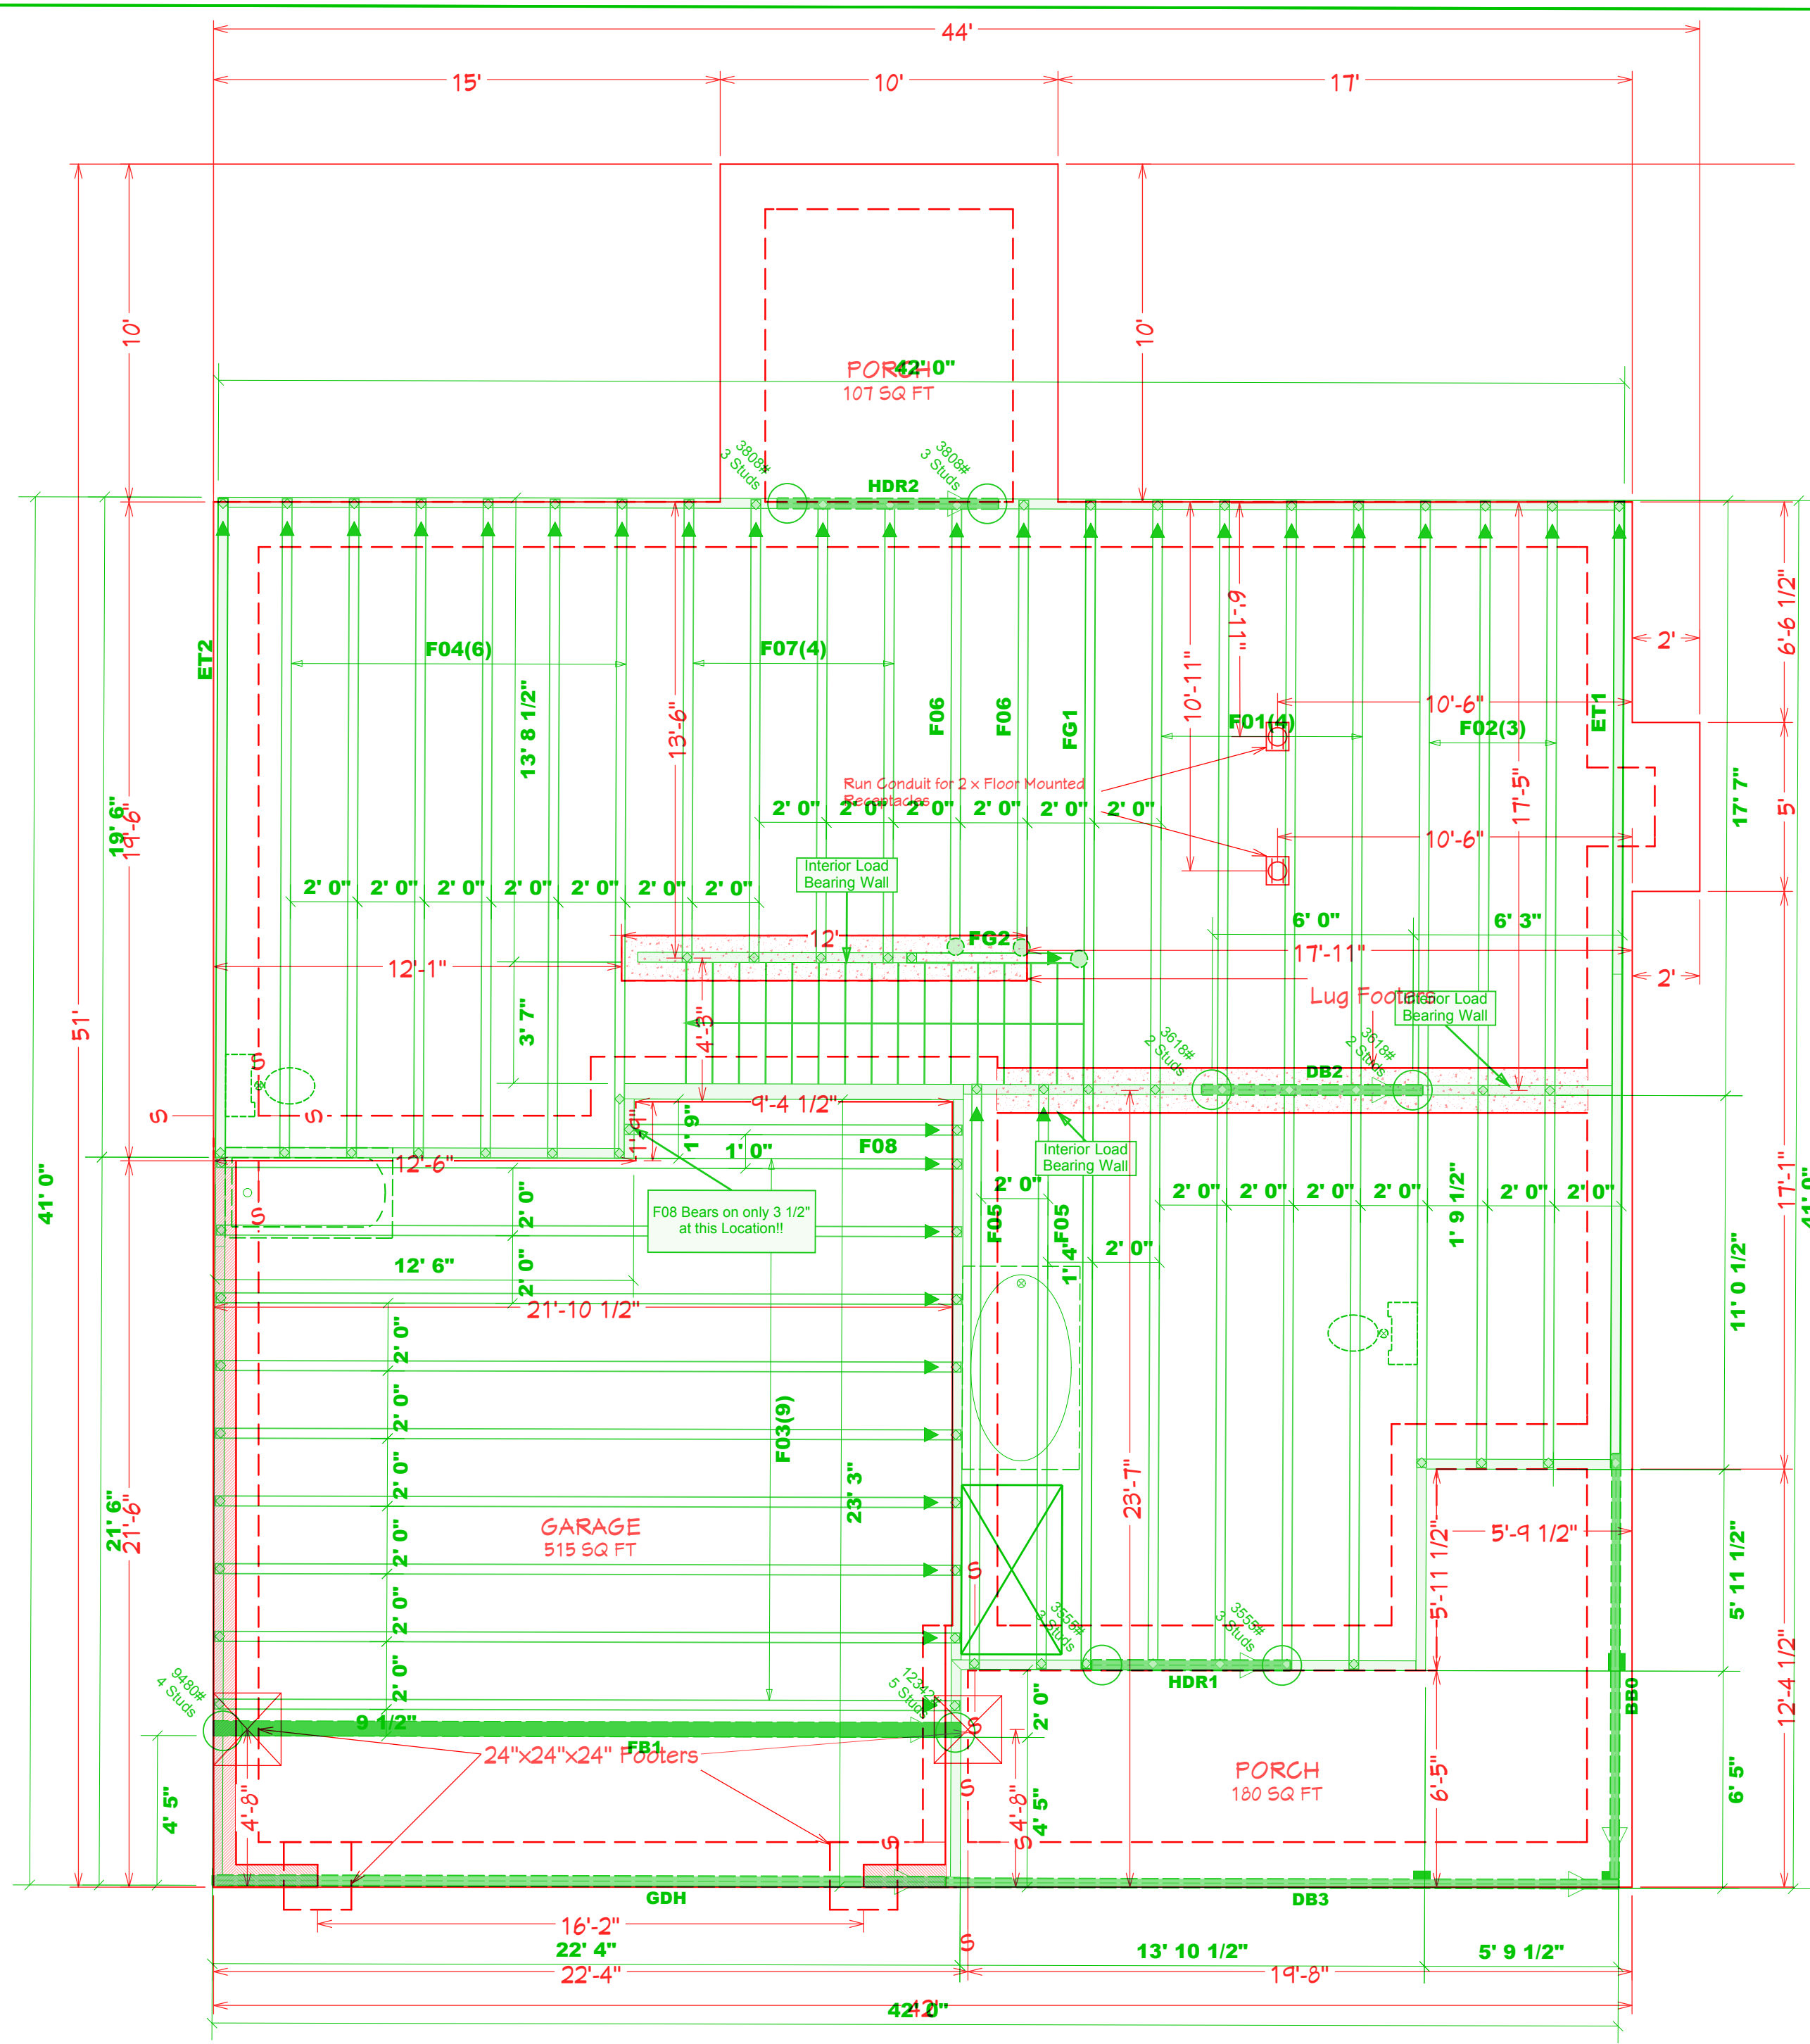 44'
15'
10'
17'
10'
10'
PORCH
107 SQ FT
42' 0"
3808#
3 Studs
3808#
3 Studs
HDR2
ET2
F04(6)
F07(4)
13' 8 1/2"
13'-6"
F06
F06
FG1
9'-11"
10'-11"
F01(4)
10'-6"
F02(3)
ET1
2'
6'-6 1/2"
17'-5"
Run Conduit for 2 x Floor Mounted
Receptacles
2' 0"
2' 0"
2' 0"
2' 0"
2' 0"
2' 0"
10'-6"
17' 7"
5'
19' 6"
19'-6"
Interior Load
Bearing Wall
2' 0"
2' 0"
2' 0"
2' 0"
2' 0"
2' 0"
2' 0"
6' 0"
6' 3"
12'
FG2
17'-11"
12'-1"
2'
51'
Lug Footers
Interior Load
Bearing Wall
3' 7"
4'-3"
3618#
2 Studs
3618#
2 Studs
DB2
S
S
S
9'-4 1/2"
1'-9"
1' 9"
1' 0"
F08
Interior Load
Bearing Wall
12'-6"
41' 0"
2' 0"
2' 0"
2' 0"
2' 0"
2' 0"
2' 0"
1' 9 1/2"
2' 0"
2' 0"
17'-1"
41' 0"
S
F08 Bears on only 3 1/2"
at this Location!!
F05
F05
12' 6"
2' 0"
1' 4"
2' 0"
21'-10 1/2"
11' 0 1/2"
2' 0"
2' 0"
F03(9)
2' 0"
23' 3"
23'-7"
21' 6"
21'-6"
GARAGE
515 SQ FT
2' 0"
5'-11 1/2"
5'-9 1/2"
5' 11 1/2"
S
2' 0"
3555#
3 Studs
3555#
3 Studs
12'-4 1/2"
2' 0"
HDR1
BB0
9480#
4 Studs
5 Studs
9 1/2"
FB1
S
2' 0"
24"x24"x24" Footers
PORCH
180 SQ FT
6'-5"
6' 5"
4' 5"
4'-8"
S
4'-8"
4' 5"
S
S
GDH
DB3
16'-2"
S
22' 4"
13' 10 1/2"
5' 9 1/2"
22'-4"
19'-8"
42'
42' 0"